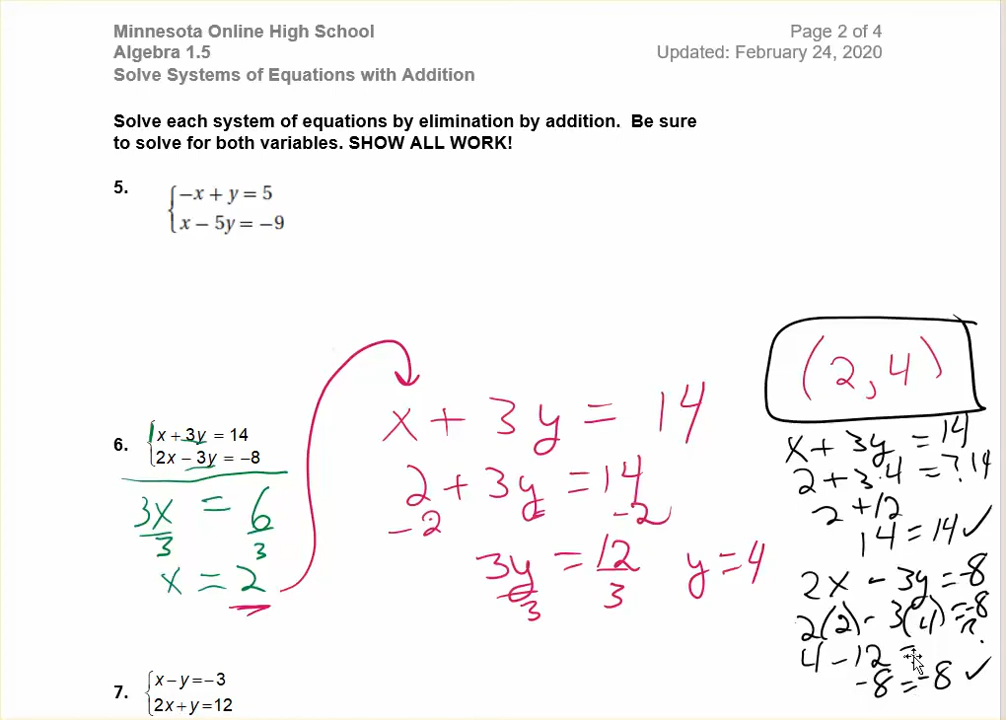 Minnesota Online High School
Page 2 of 4
Algebra 1.5
Updated: February 24, 2020
Solve Systems of Equations with Addition
Solve each system of equations by elimination by addition. Be sure
to solve for both variables. SHOW ALL WORK!
5.
−x + y = 5
x − 5y = −9
6.
x + 3y = 14
2x − 3y = −8
3x = 6
3 3
x = 2
x + 3y = 14
2 + 3y = 14
−2 −2
3y = 12
3 3
y = 4
(2, 4)
x + 3y = 14
2 + 3·4 =? 14
2 + 12
14 = 14 ✓
2x − 3y = −8
2(2) − 3(4) = −8 ?
4 − 12 =
−8 = −8 ✓
7.
x − y = −3
2x + y = 12